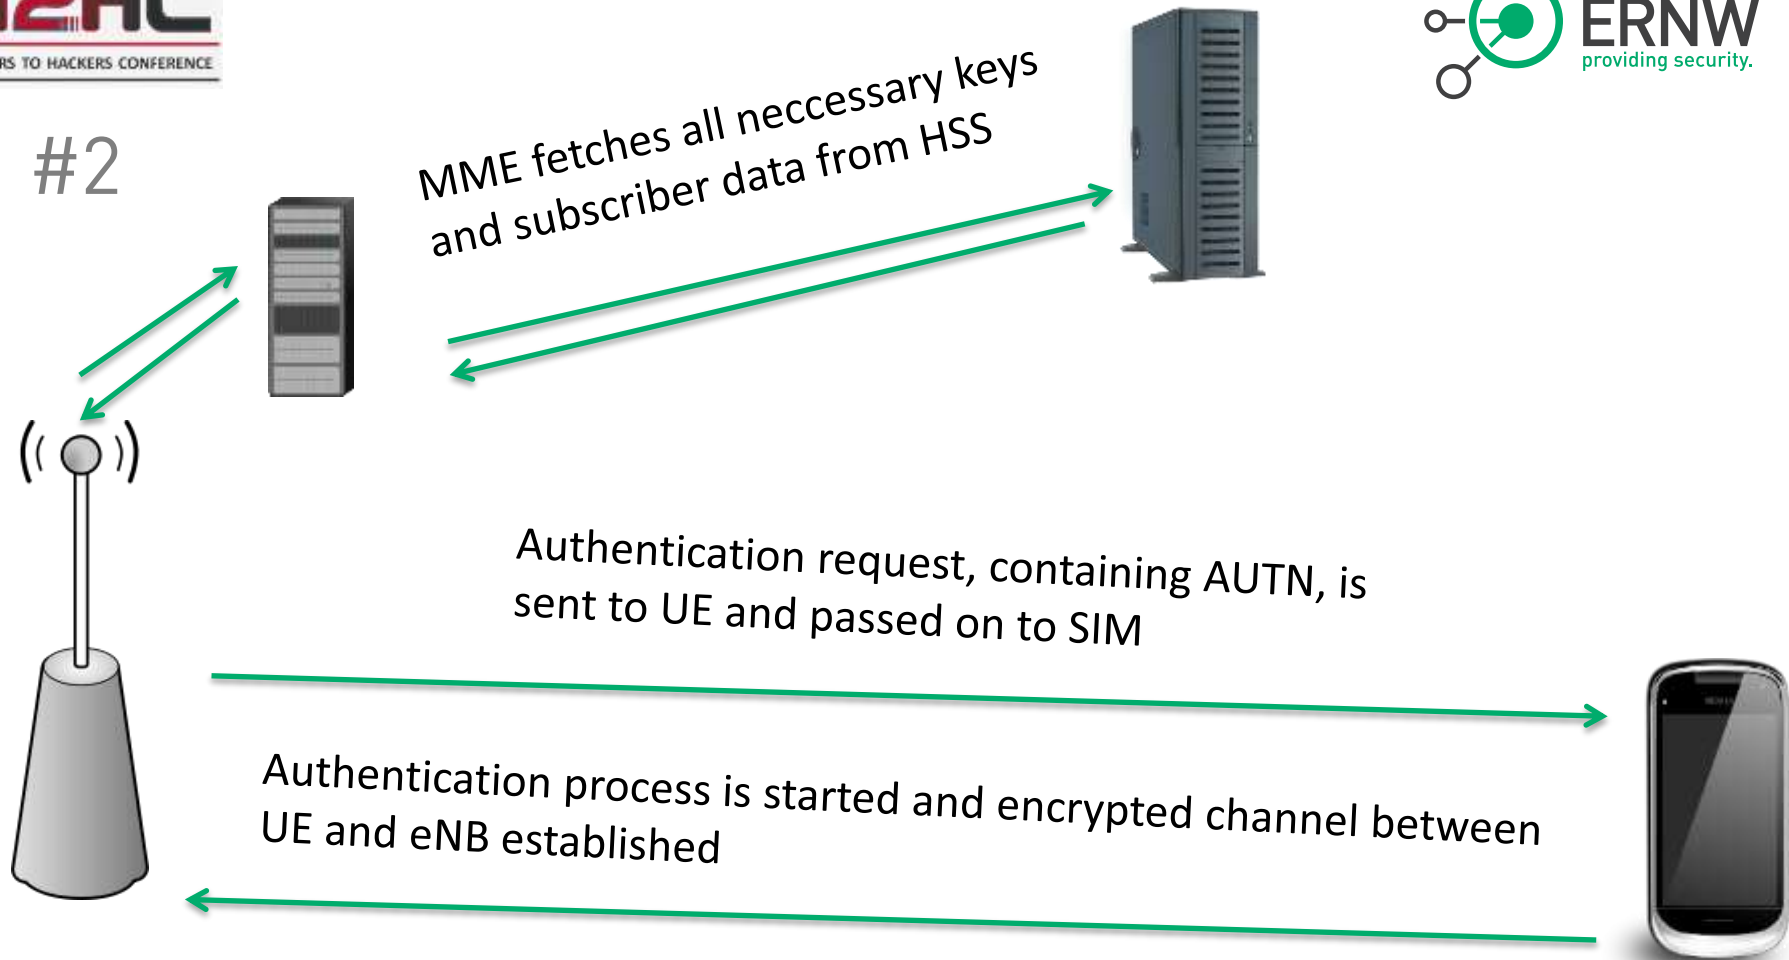 RS TO HACKERS CONFERENCE
ERNW
providing security.
#2
MME fetches all neccessary keys
and subscriber data from HSS
Authentication request, containing AUTN, is
sent to UE and passed on to SIM
Authentication process is started and encrypted channel between
UE and eNB established